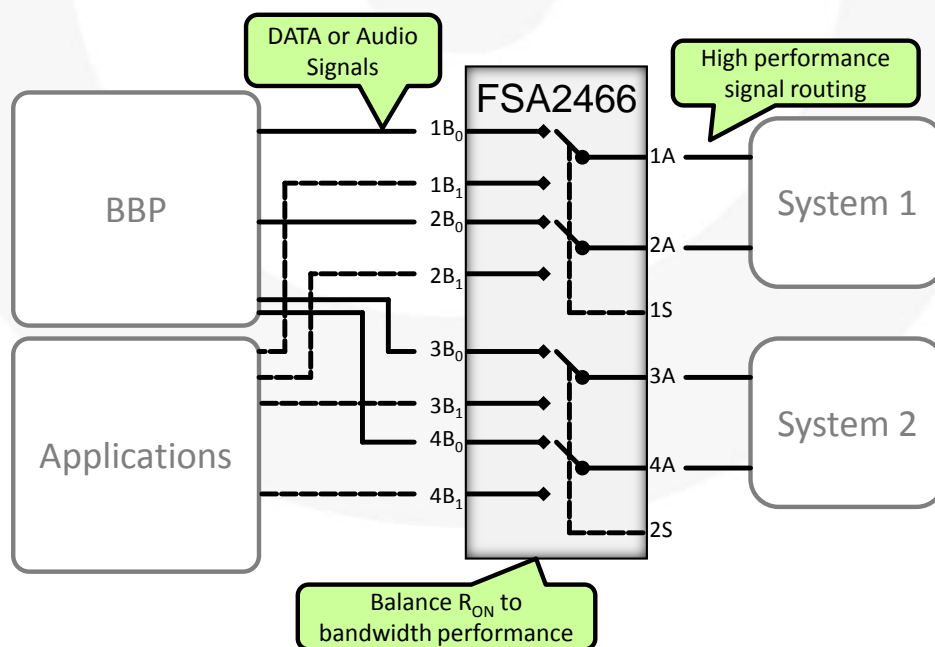 DATA or Audio
Signals
High performance
signal routing
FSA2466
BBP
Applications
1B₀
1B₁
2B₀
2B₁
3B₀
3B₁
4B₀
4B₁
1A
2A
1S
3A
4A
2S
System 1
System 2
Balance R_ON to
bandwidth performance